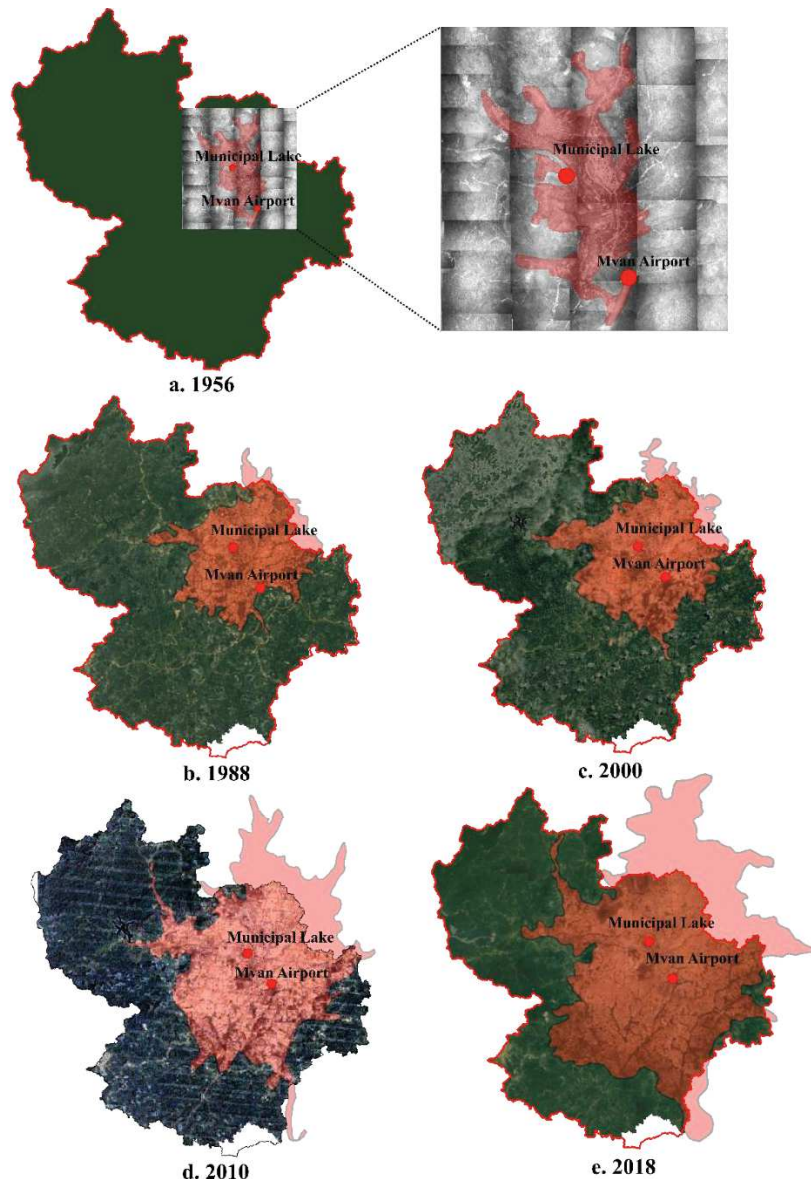 Municipal Lake
Mvan Airport
Municipal Lake
Mvan Airport
a. 1956
Municipal Lake
Mvan Airport
b. 1988
Municipal Lake
Mvan Airport
c. 2000
Municipal Lake
Mvan Airport
d. 2010
Municipal Lake
Mvan Airport
e. 2018